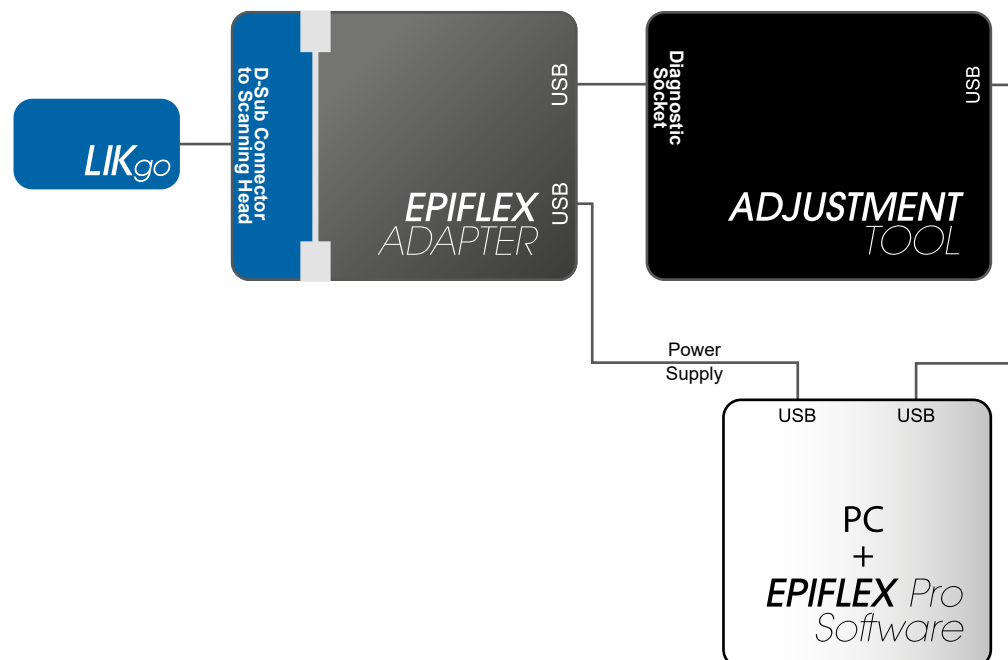 LIKgo
D-Sub Connector
to Scanning Head
USB
USB
EPIFLEX
ADAPTER
Diagnostic
Socket
USB
ADJUSTMENT
TOOL
Power
Supply
USB
USB
PC
+
EPIFLEX Pro
Software